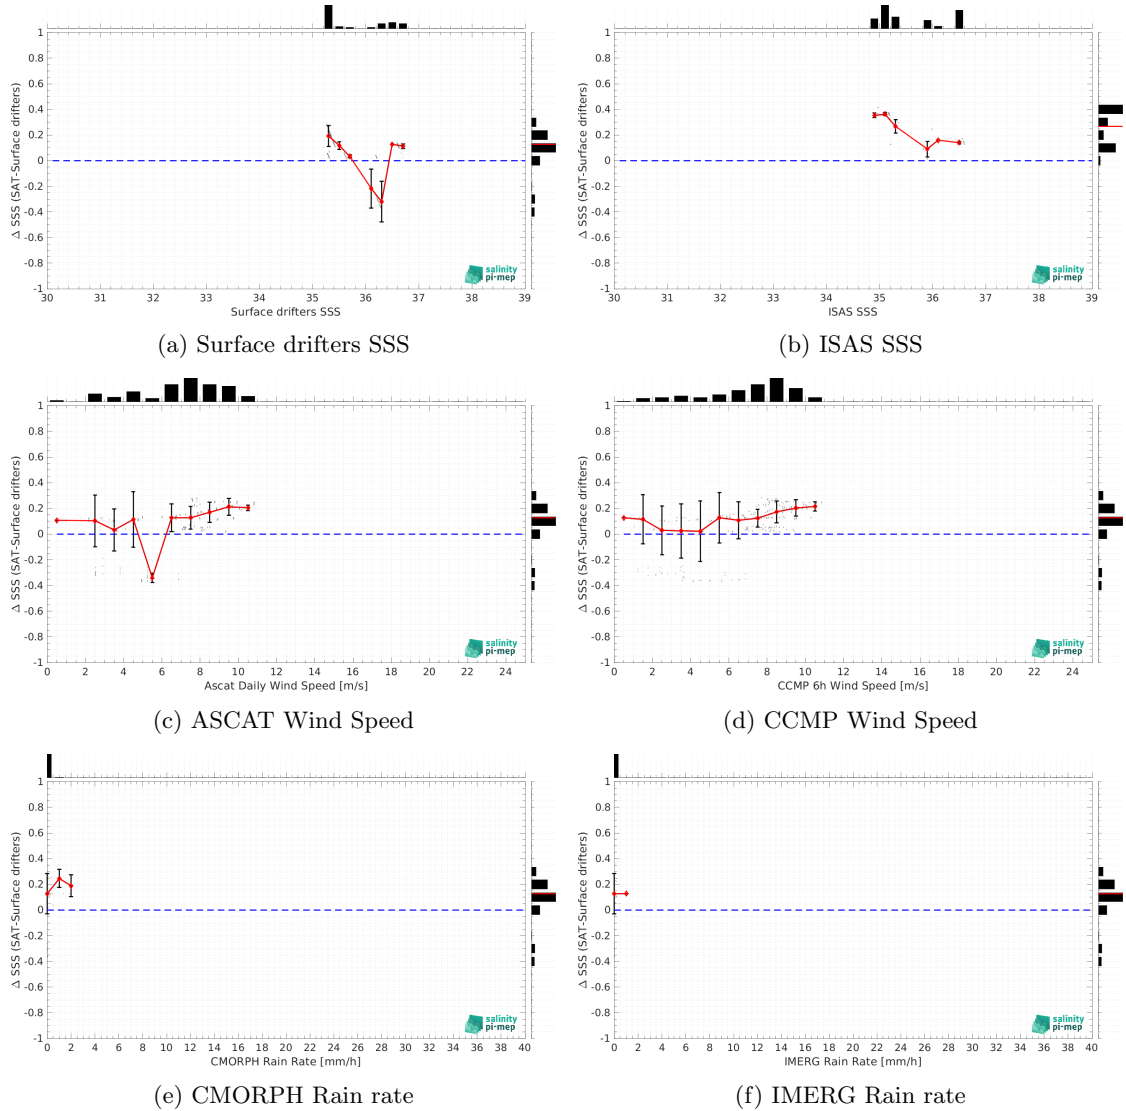 1
0.8
0.6
0.4
0.2
0
-0.2
-0.4
-0.6
-0.8
-1
Δ SSS (SAT-Surface drifters)
salinity
pi-mep
30 31 32 33 34 35 36 37 38 39
Surface drifters SSS
(a) Surface drifters SSS
1
0.8
0.6
0.4
0.2
0
-0.2
-0.4
-0.6
-0.8
-1
Δ SSS (SAT-Surface drifters)
salinity
pi-mep
30 31 32 33 34 35 36 37 38 39
ISAS SSS
(b) ISAS SSS
1
0.8
0.6
0.4
0.2
0
-0.2
-0.4
-0.6
-0.8
-1
Δ SSS (SAT-Surface drifters)
salinity
pi-mep
0 2 4 6 8 10 12 14 16 18 20 22 24
Ascat Daily Wind Speed [m/s]
(c) ASCAT Wind Speed
1
0.8
0.6
0.4
0.2
0
-0.2
-0.4
-0.6
-0.8
-1
Δ SSS (SAT-Surface drifters)
salinity
pi-mep
0 2 4 6 8 10 12 14 16 18 20 22 24
CCMP 6h Wind Speed [m/s]
(d) CCMP Wind Speed
1
0.8
0.6
0.4
0.2
0
-0.2
-0.4
-0.6
-0.8
-1
Δ SSS (SAT-Surface drifters)
salinity
pi-mep
0 2 4 6 8 10 12 14 16 18 20 22 24 26 28 30 32 34 36 38 40
CMORPH Rain Rate [mm/h]
(e) CMORPH Rain rate
1
0.8
0.6
0.4
0.2
0
-0.2
-0.4
-0.6
-0.8
-1
Δ SSS (SAT-Surface drifters)
salinity
pi-mep
0 2 4 6 8 10 12 14 16 18 20 22 24 26 28 30 32 34 36 38 40
IMERG Rain Rate [mm/h]
(f) IMERG Rain rate